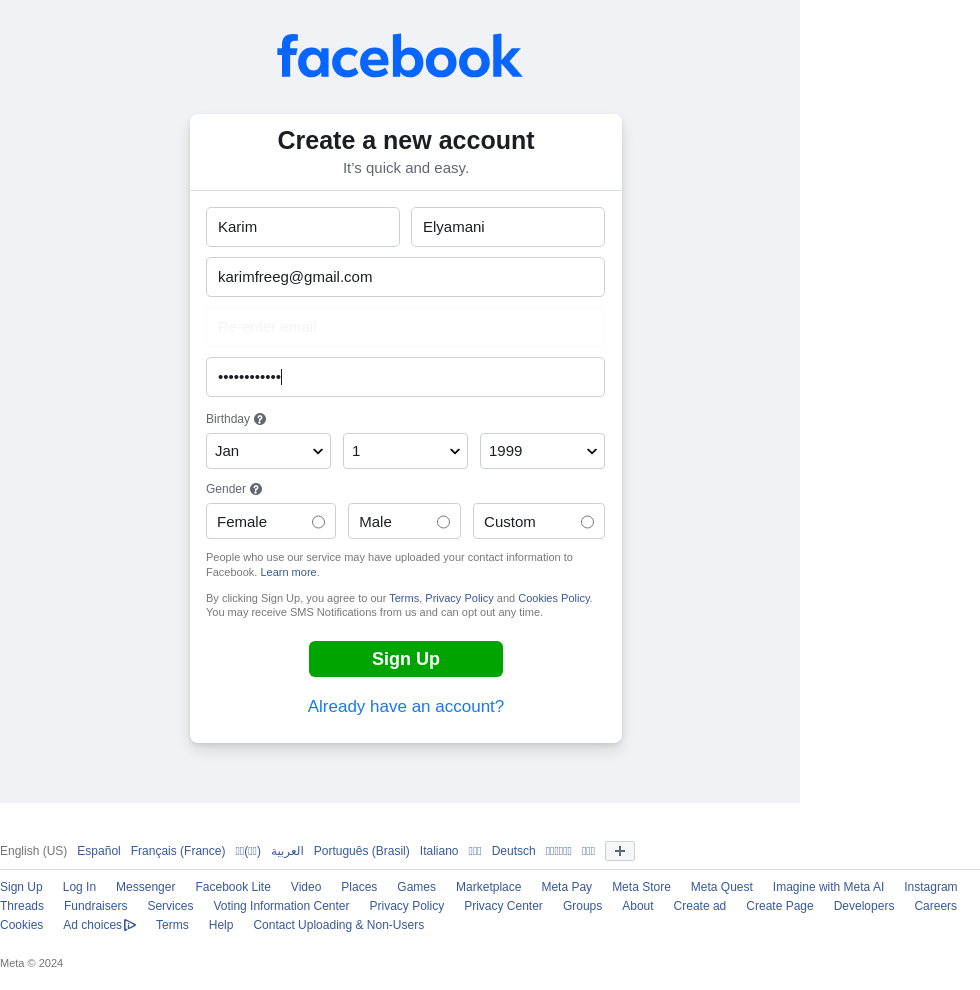 facebook
Create a new account
It’s quick and easy.
Karim Elyamani
karimfreeg@gmail.com
Re-enter email
••••••••••••
Birthday
Jan 1 1999
Gender
Female Male Custom
People who use our service may have uploaded your contact information to
Facebook. Learn more.
By clicking Sign Up, you agree to our Terms, Privacy Policy and Cookies Policy.
You may receive SMS Notifications from us and can opt out any time.
Sign Up
Already have an account?
English (US) Español Français (France) العربية Português (Brasil) Italiano Deutsch
Sign Up Log In Messenger Facebook Lite Video Places Games Marketplace Meta Pay Meta Store Meta Quest Imagine with Meta AI Instagram
Threads Fundraisers Services Voting Information Center Privacy Policy Privacy Center Groups About Create ad Create Page Developers Careers
Cookies Ad choices Terms Help Contact Uploading & Non-Users
Meta © 2024